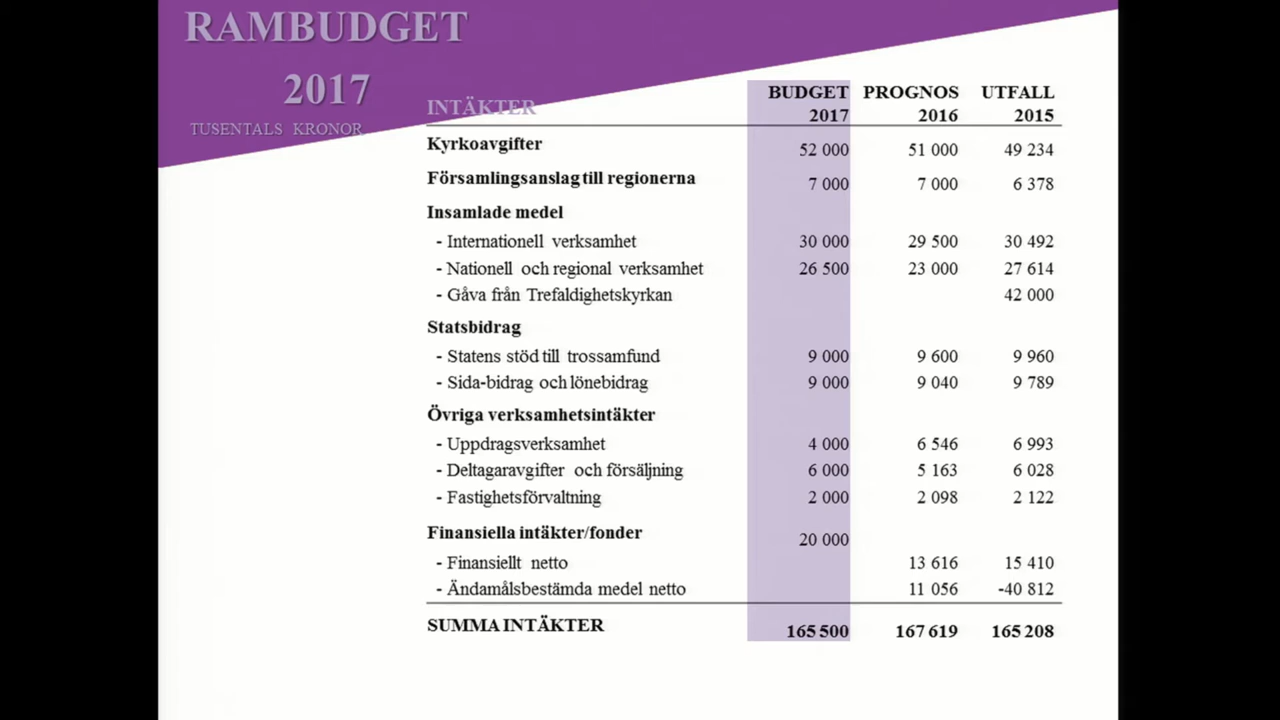 RAMBUDGET
2017
TUSENTALS KRONOR
INTÄKTER BUDGET 2017 PROGNOS 2016 UTFALL 2015
Kyrkoavgifter 52 000 51 000 49 234
Församlingsanslag till regionerna 7 000 7 000 6 378
Insamlade medel
- Internationell verksamhet 30 000 29 500 30 492
- Nationell och regional verksamhet 26 500 23 000 27 614
- Gåva från Trefaldighetskyrkan 42 000
Statsbidrag
- Statens stöd till trossamfund 9 000 9 600 9 960
- Sida-bidrag och lönebidrag 9 000 9 040 9 789
Övriga verksamhetsintäkter
- Uppdragsverksamhet 4 000 6 546 6 993
- Deltagaravgifter och försäljning 6 000 5 163 6 028
- Fastighetsförvaltning 2 000 2 098 2 122
Finansiella intäkter/fonder 20 000
- Finansiellt netto 13 616 15 410
- Ändamålsbestämda medel netto 11 056 -40 812
SUMMA INTÄKTER 165 500 167 619 165 208